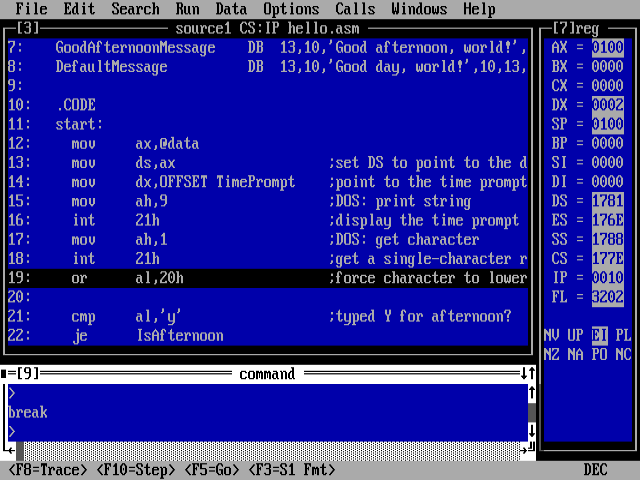 File Edit Search Run Data Options Calls Windows Help
[3] source1 CS:IP hello.asm
7: GoodAfternoonMessage DB 13,10,'Good afternoon, world!',
8: DefaultMessage DB 13,10,'Good day, world!',10,13,
9:
10: .CODE
11: start:
12: mov ax,@data
13: mov ds,ax ;set DS to point to the d
14: mov dx,OFFSET TimePrompt ;point to the time prompt
15: mov ah,9 ;DOS: print string
16: int 21h ;display the time prompt
17: mov ah,1 ;DOS: get character
18: int 21h ;get a single-character r
19: or al,20h ;force character to lower
20:
21: cmp al,'y' ;typed Y for afternoon?
22: je IsAfternoon
[7]reg
AX = 0100
BX = 0000
CX = 0000
DX = 0002
SP = 0100
BP = 0000
SI = 0000
DI = 0000
DS = 1781
ES = 176E
SS = 1788
CS = 177E
IP = 0010
FL = 3202
NV UP EI PL
NZ NA PO NC
[9] command
>
break
>
<F8=Trace> <F10=Step> <F5=Go> <F3=S1 Fmt> DEC